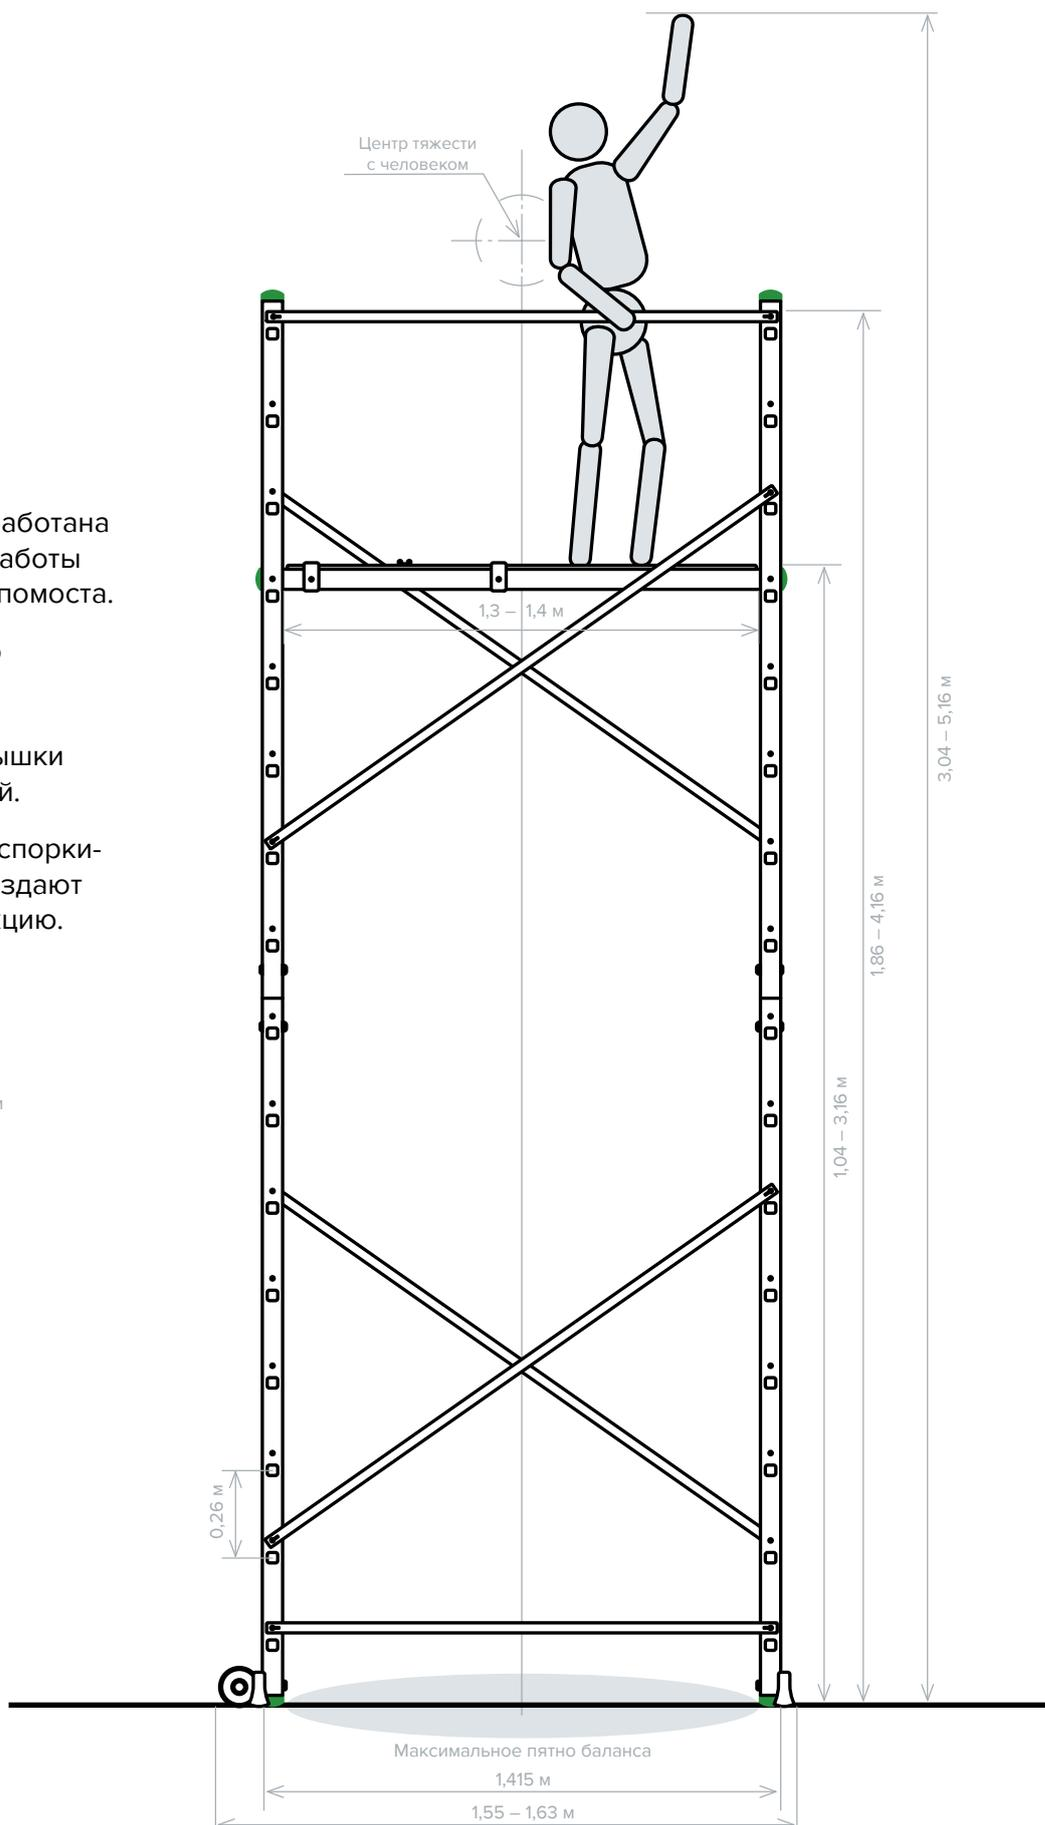 Центр тяжести
с человеком
аботана
аботы
помоста.
ышки
й.
спорки-
здают
цию.
1,3 – 1,4 м
3,04 – 5,16 м
1,86 – 4,16 м
1,04 – 3,16 м
0,26 м
Максимальное пятно баланса
1,415 м
1,55 – 1,63 м